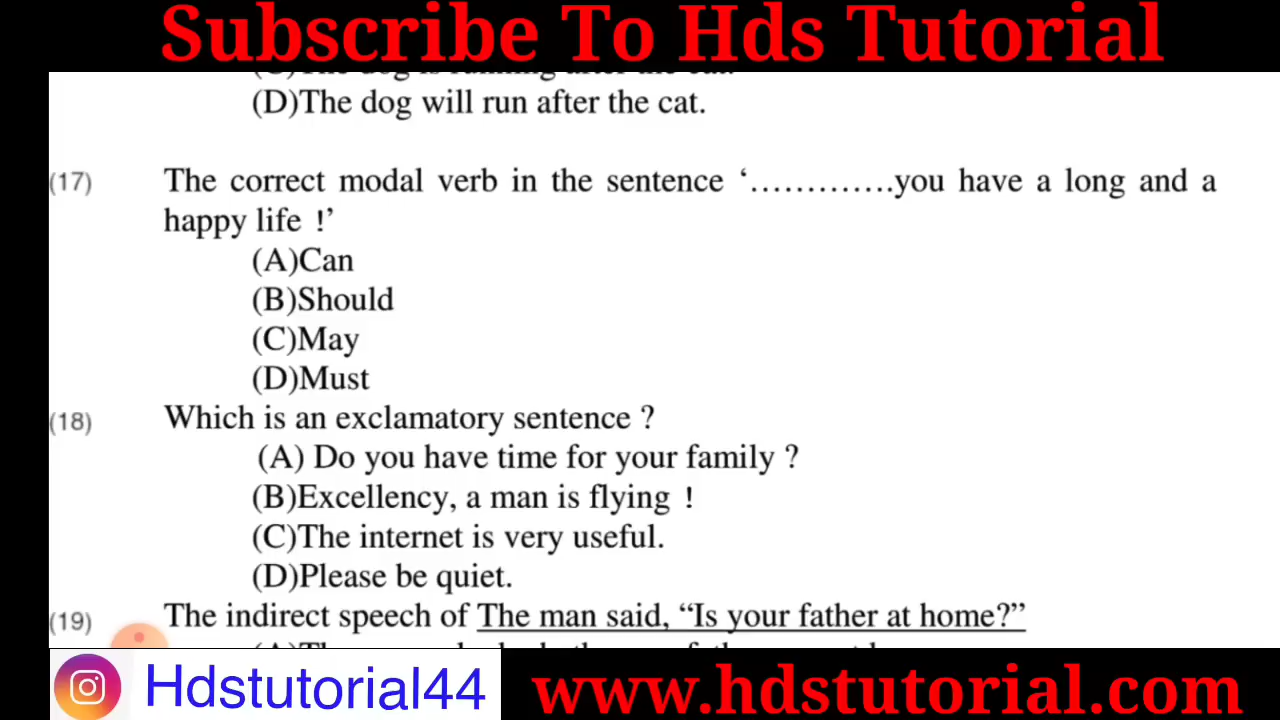 Subscribe To Hds Tutorial
(D)The dog will run after the cat.
(17) The correct modal verb in the sentence ‘.............you have a long and a
happy life !’
(A)Can
(B)Should
(C)May
(D)Must
(18) Which is an exclamatory sentence ?
(A) Do you have time for your family ?
(B)Excellency, a man is flying !
(C)The internet is very useful.
(D)Please be quiet.
(19) The indirect speech of The man said, “Is your father at home?”
Hdstutorial44
www.hdstutorial.com